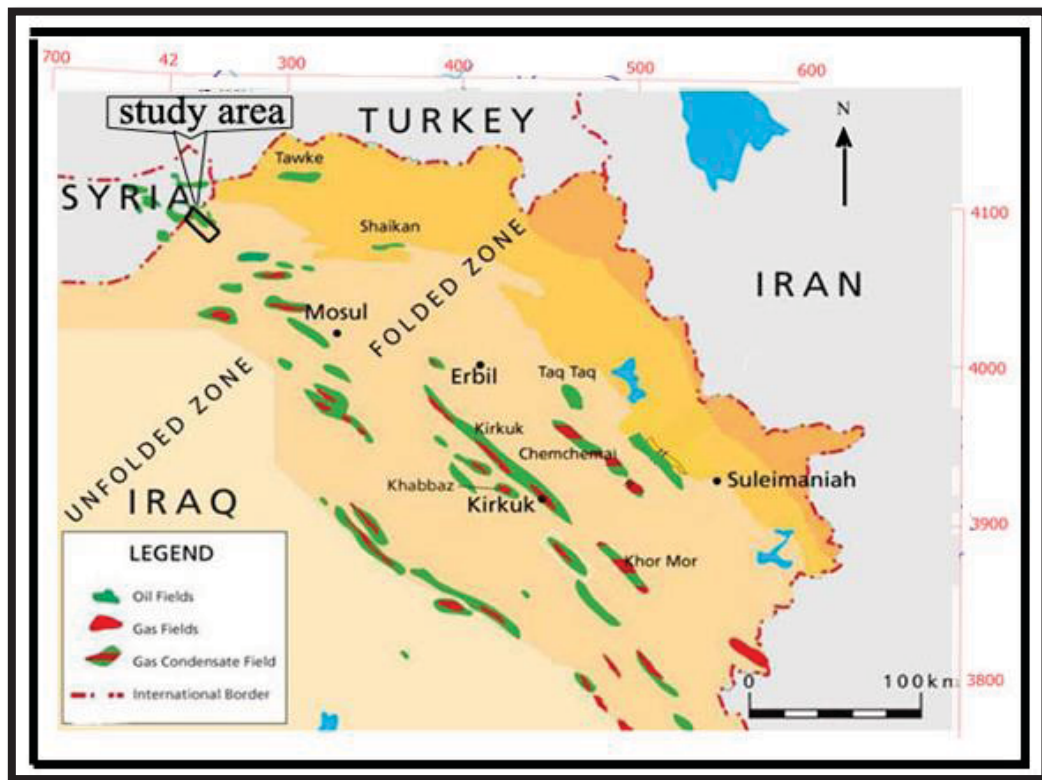 700 42 300 400 500 600
study area
TURKEY
N
Tawke
SYRIA
4100
Shaikan
IRAN
FOLDED ZONE
Mosul
4000
Erbil
Taq Taq
UNFOLDED ZONE
Kirkuk
Chemchemal
Suleimaniah
Khabbaz
Kirkuk
IRAQ
3900
LEGEND
Khor Mor
Oil Fields
Gas Fields
Gas Condensate Field
International Border
0 100km
3800